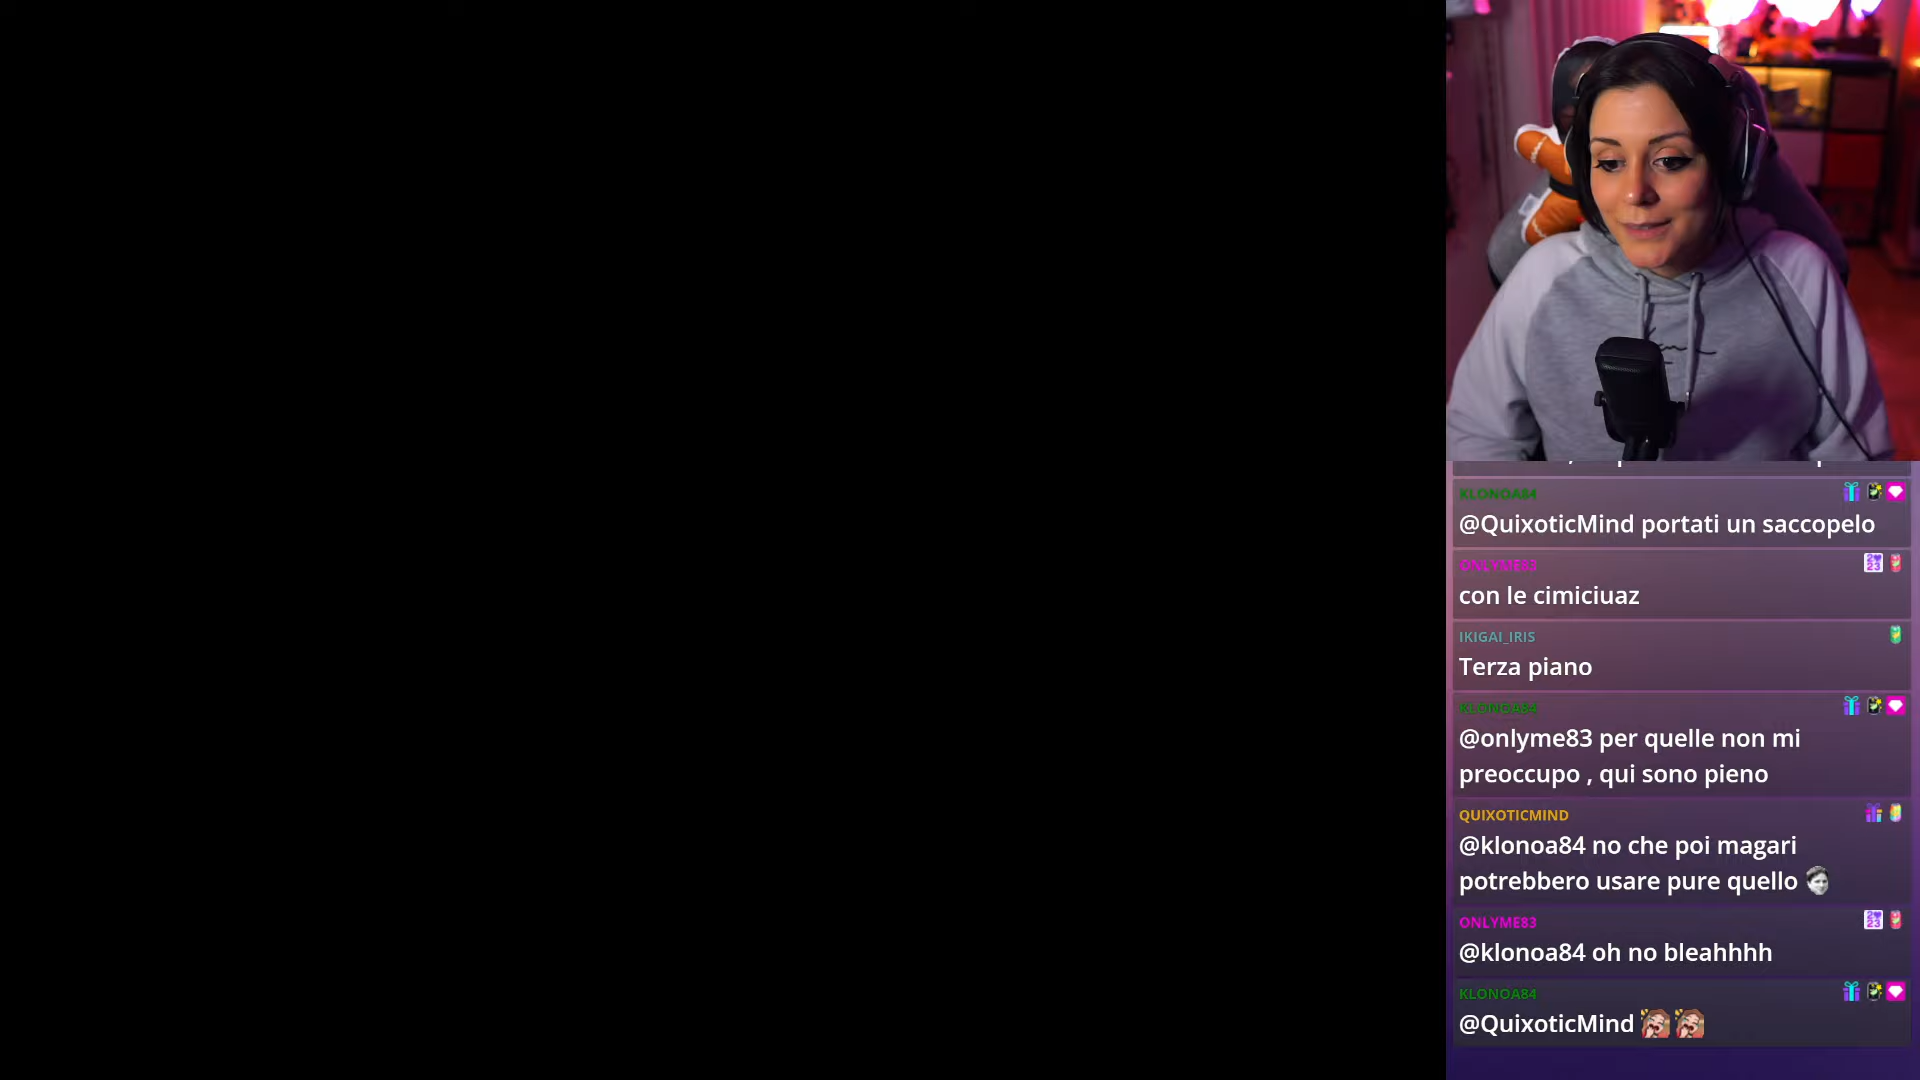 KLONOA84
@QuixoticMind portati un saccopelo
ONLYME83
con le cimiciuaz
IKIGAI_IRIS
Terza piano
KLONOA84
@onlyme83 per quelle non mi
preoccupo , qui sono pieno
QUIXOTICMIND
@klonoa84 no che poi magari
potrebbero usare pure quello
ONLYME83
@klonoa84 oh no bleahhhh
KLONOA84
@QuixoticMind